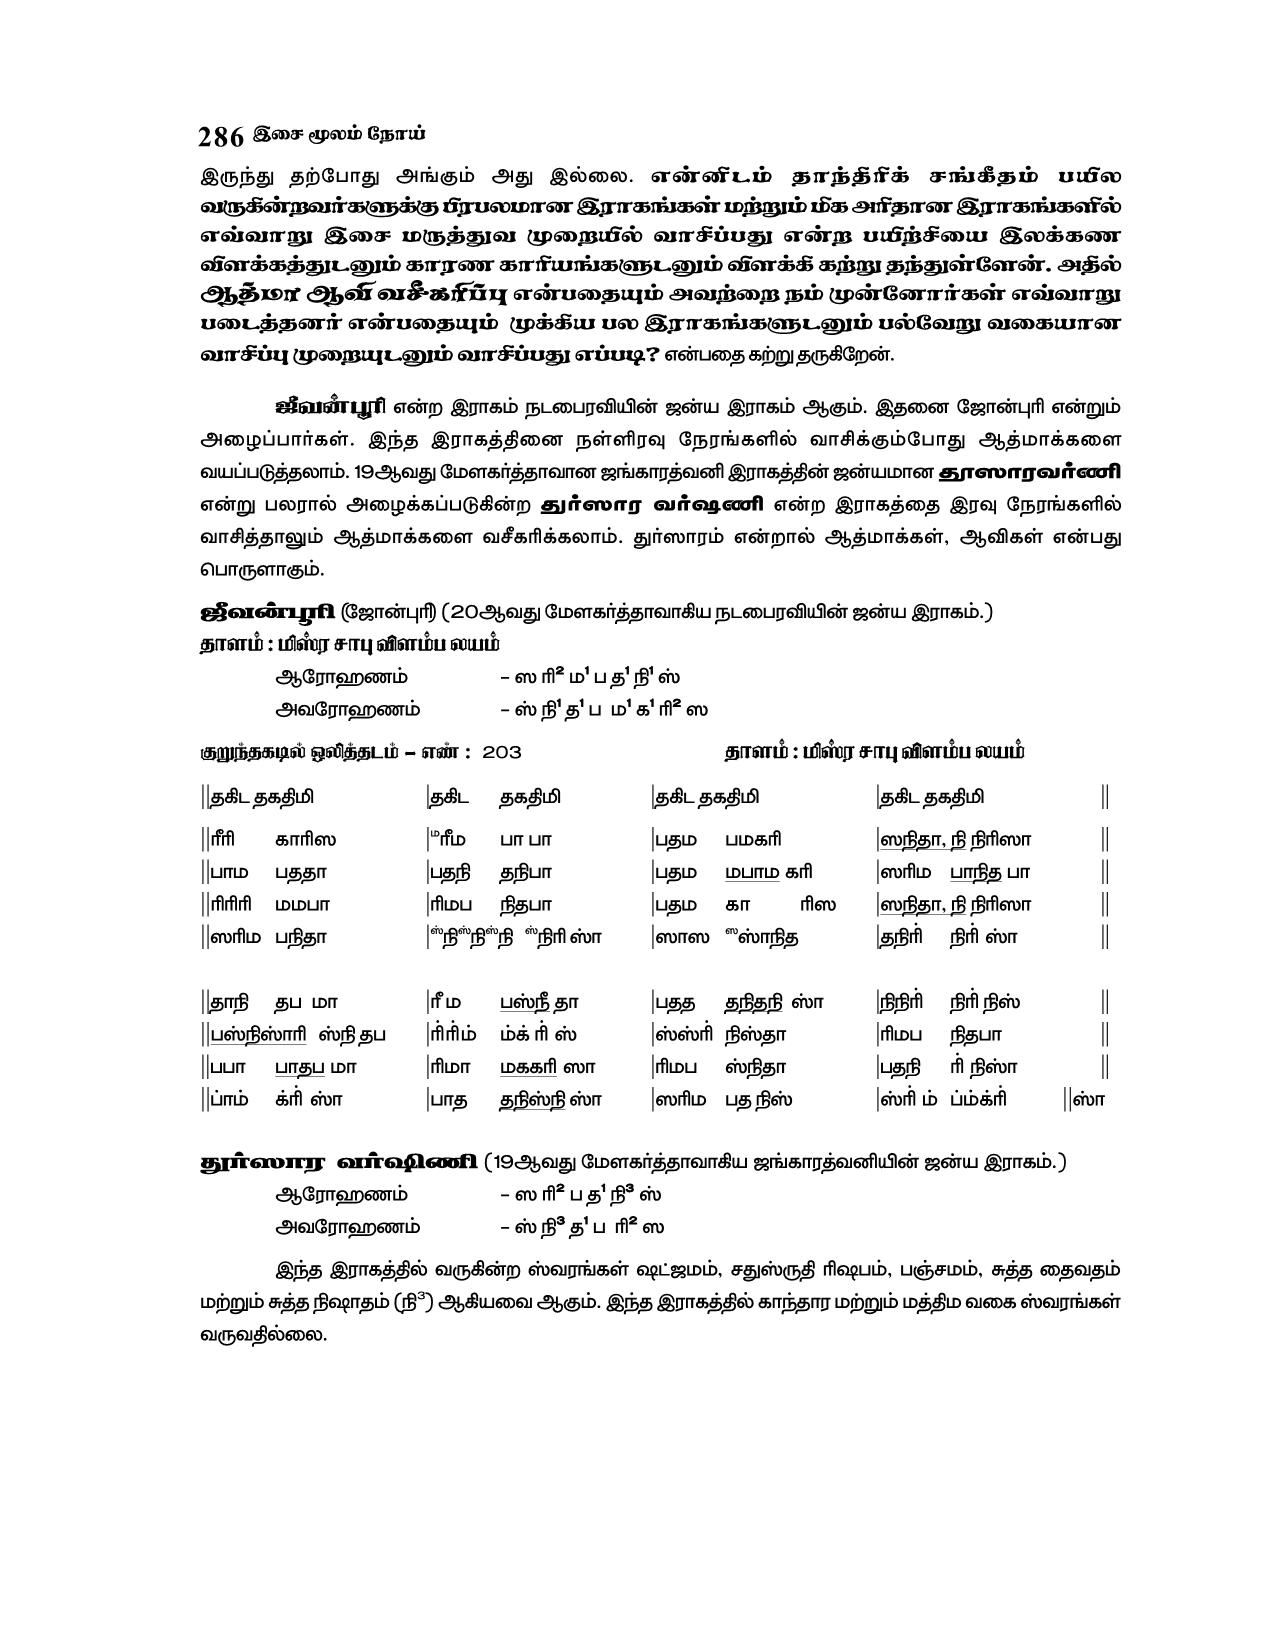 286 இசை மூலம் நோய்
இருந்து தற்போது அங்கும் அது இல்லை. என்னிடம் தாந்திரிக் சங்கீதம் பயில
வருகின்றவர்களுக்கு பிரபலமான இராகங்கள் மற்றும் மிக அரிதான இராகங்களில்
எவ்வாறு இசை மருத்துவ முறையில் வாசிப்பது என்ற பயிற்சியை இலக்கண
விளக்கத்துடனும் காரண காரியங்களுடனும் விளக்கி கற்று தந்துள்ளேன். அதில்
ஆத்மா ஆவி வசீகரிப்பு என்பதையும் அவற்றை நம் முன்னோர்கள் எவ்வாறு
படைத்தனர் என்பதையும் முக்கிய பல இராகங்களுடனும் பல்வேறு வகையான
வாசிப்பு முறையுடனும் வாசிப்பது எப்படி? என்பதை கற்று தருகிறேன்.
ஜீவன்பூரி என்ற இராகம் நடபைரவியின் ஜன்ய இராகம் ஆகும். இதனை ஜோன்புரி என்றும்
அழைப்பார்கள். இந்த இராகத்தினை நள்ளிரவு நேரங்களில் வாசிக்கும்போது ஆத்மாக்களை
வயப்படுத்தலாம். 19ஆவது மேளகர்த்தாவான ஜங்காரத்வனி இராகத்தின் ஜன்யமான தூஸாரவர்ணி
என்று பலரால் அழைக்கப்படுகின்ற துர்ஸார வர்ஷணி என்ற இராகத்தை இரவு நேரங்களில்
வாசித்தாலும் ஆத்மாக்களை வசீகரிக்கலாம். துர்ஸாரம் என்றால் ஆத்மாக்கள், ஆவிகள் என்பது
பொருளாகும்.
ஜீவன்பூரி (ஜோன்புரி) (20ஆவது மேளகர்த்தாவாகிய நடபைரவியின் ஜன்ய இராகம்.)
தாளம் : மிஸ்ர சாபு விளம்ப லயம்
ஆரோஹணம் – ஸ ரி² ம¹ ப த¹ நி¹ ஸ்
அவரோஹணம் – ஸ் நி¹ த¹ ப ம¹ க¹ ரி² ஸ
குறுந்தகடில் ஒலித்தடம் – எண் : 203 தாளம் : மிஸ்ர சாபு விளம்ப லயம்
||தகிட தகதிமி |தகிட தகதிமி |தகிட தகதிமி |தகிட தகதிமி ||
||ரீரி காரிஸ |ᵐரீம பா பா |பதம பமகரி |ஸநிதா, நி நிரிஸா ||
||பாம பததா |பதநி தநிபா |பதம மபாம கரி |ஸரிம பாநித பா ||
||ரிரிரி மமபா |ரிமப நிதபா |பதம கா ரிஸ |ஸநிதா, நி நிரிஸா ||
||ஸரிம பநிதா |ஸ்நிஸ்நிஸ்நி ஸ்நிரி ஸ்ா |ஸாஸ ஸஸ்ாநித |தநிரி் நிரி் ஸ்ா ||
||தாநி தப மா |ரீ ம பஸ்நீ தா |பதத தநிதநி ஸ்ா |நிநிரி் நிரி் நிஸ் ||
||பஸ்நிஸ்ாரி ஸ்நி தப |ரி்ரி்ம் ம்க் ரி் ஸ் |ஸ்ஸ்ரி் நிஸ்தா |ரிமப நிதபா ||
||பபா பாதப மா |ரிமா மககரி ஸா |ரிமப ஸ்நிதா |பதநி ரி் நிஸ்ா ||
||ப்ாம் க்ரி் ஸ்ா |பாத தநிஸ்நி ஸ்ா |ஸரிம பத நிஸ் |ஸ்ரி் ம் ப்ம்க்ரி் ||ஸ்ா
துர்ஸார வர்ஷிணி (19ஆவது மேளகர்த்தாவாகிய ஜங்காரத்வனியின் ஜன்ய இராகம்.)
ஆரோஹணம் – ஸ ரி² ப த¹ நி³ ஸ்
அவரோஹணம் – ஸ் நி³ த¹ ப ரி² ஸ
இந்த இராகத்தில் வருகின்ற ஸ்வரங்கள் ஷட்ஜமம், சதுஸ்ருதி ரிஷபம், பஞ்சமம், சுத்த தைவதம்
மற்றும் சுத்த நிஷாதம் (நி³) ஆகியவை ஆகும். இந்த இராகத்தில் காந்தார மற்றும் மத்திம வகை ஸ்வரங்கள்
வருவதில்லை.